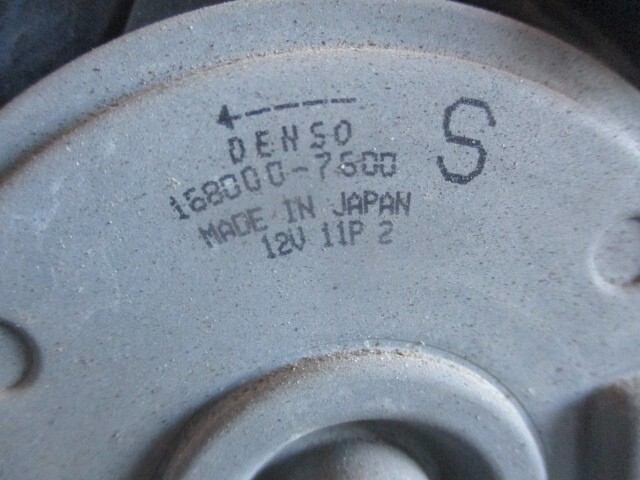 S
DENSO
168000-7600
MADE IN JAPAN
12V 11P 2